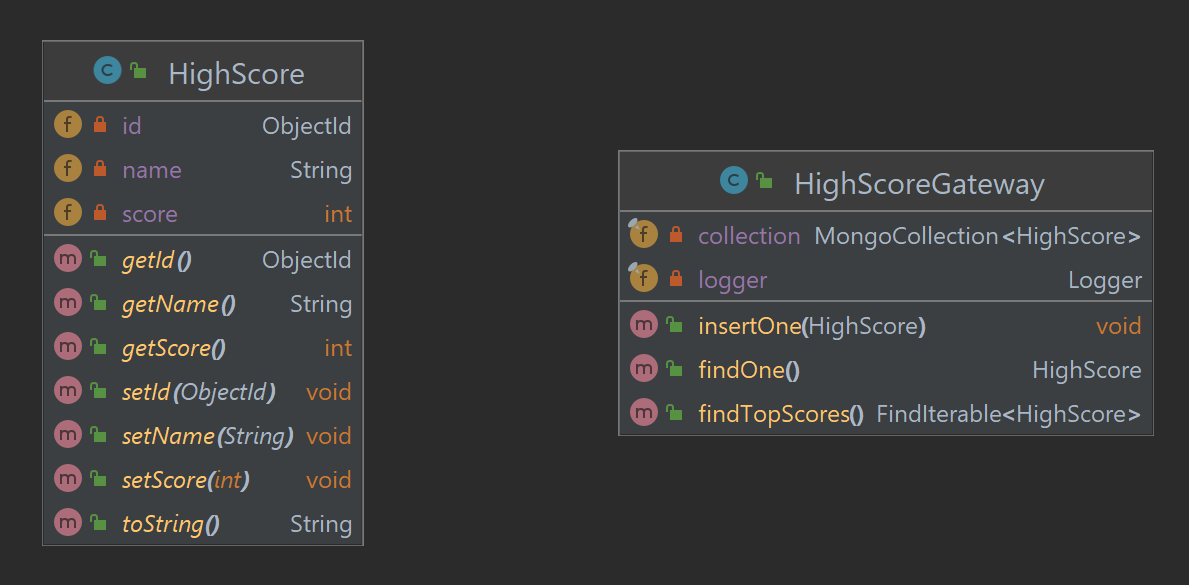 C HighScore
f id ObjectId
f name String
f score int
m getId() ObjectId
m getName() String
m getScore() int
m setId(ObjectId) void
m setName(String) void
m setScore(int) void
m toString() String
C HighScoreGateway
f collection MongoCollection<HighScore>
f logger Logger
m insertOne(HighScore) void
m findOne() HighScore
m findTopScores() FindIterable<HighScore>